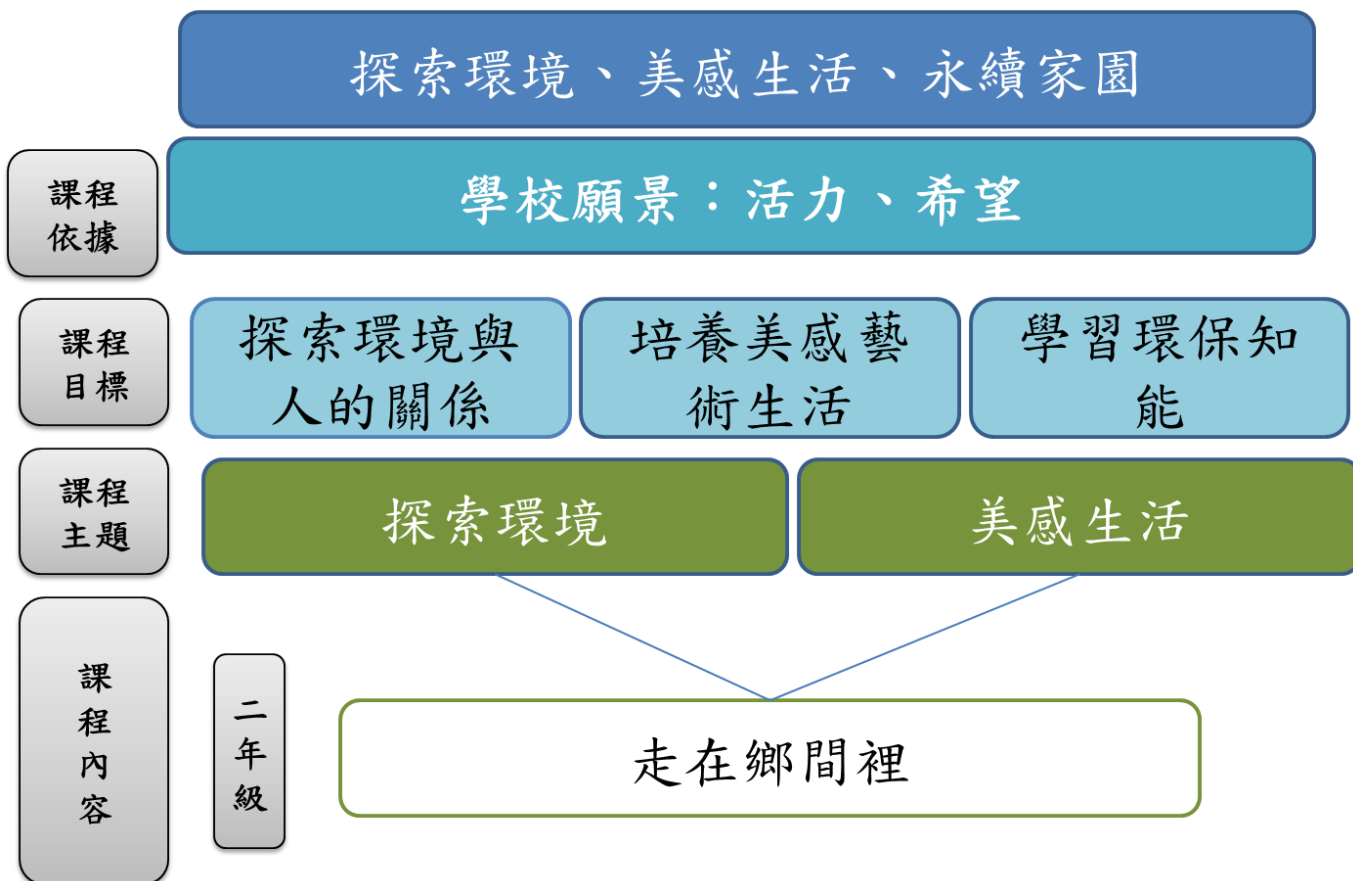 探索環境、美感生活、永續家園
課程
依據
學校願景：活力、希望
課程
目標
探索環境與
人的關係
培養美感藝
術生活
學習環保知
能
課程
主題
探索環境
美感生活
課
程
內
容
二
年
級
走在鄉間裡